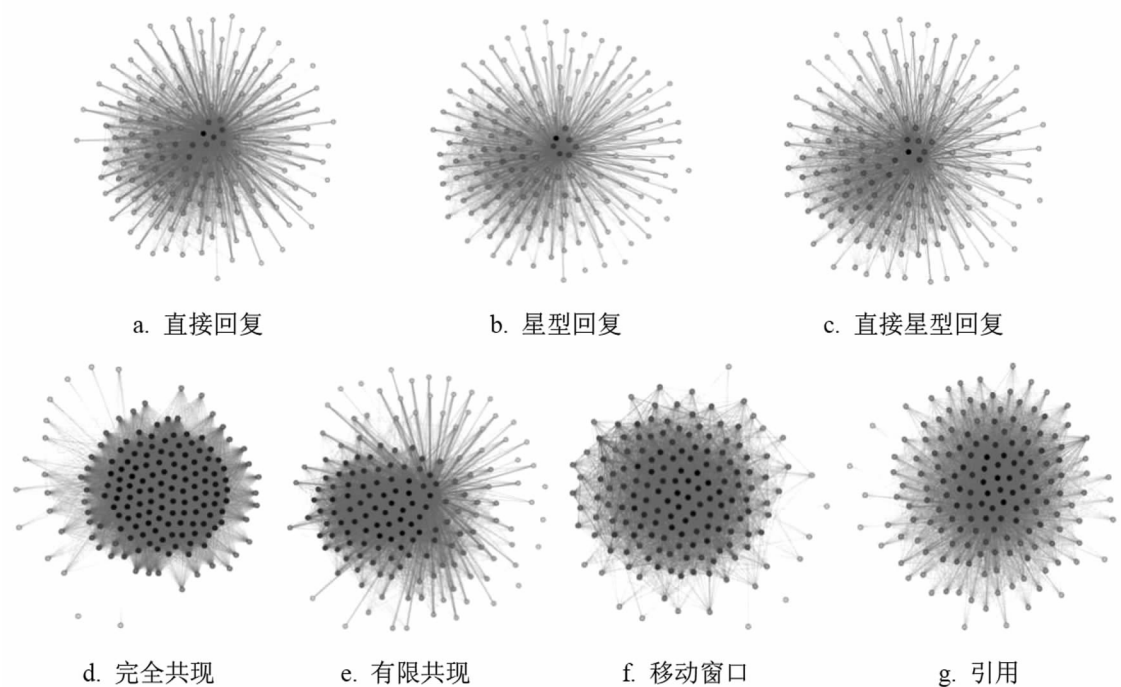 a. 直接回复
b. 星型回复
c. 直接星型回复
d. 完全共现
e. 有限共现
f. 移动窗口
g. 引用